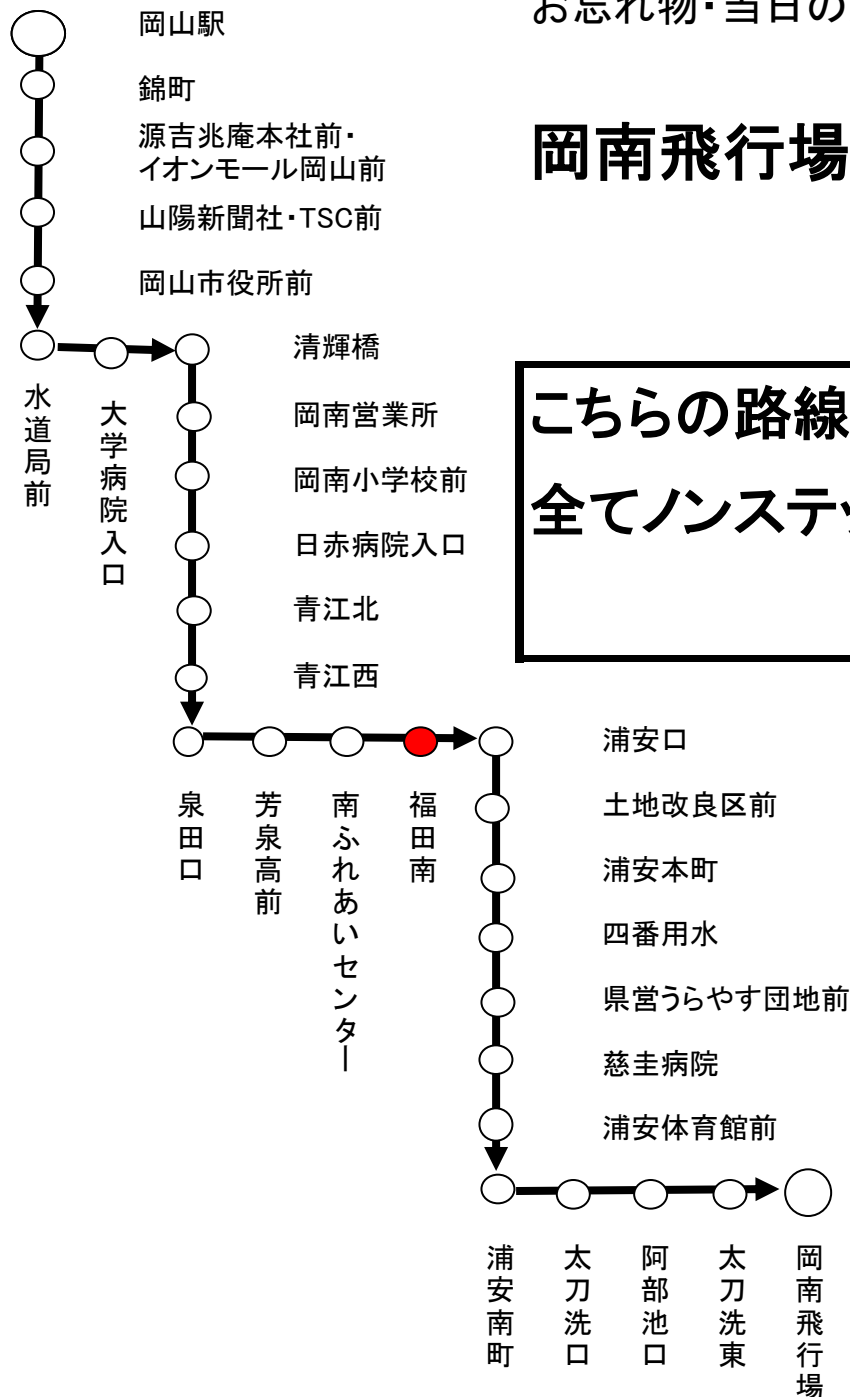 お忘れ物・当日の
岡山駅
錦町
源吉兆庵本社前・
イオンモール岡山前
岡南飛行場
山陽新聞社・TSC前
岡山市役所前
水道局前
大学病院入口
清輝橋
岡南営業所
岡南小学校前
日赤病院入口
青江北
青江西
こちらの路線
全てノンステッ
泉田口
芳泉高前
南ふれあいセンター
福田南
浦安口
土地改良区前
浦安本町
四番用水
県営うらやす団地前
慈圭病院
浦安体育館前
浦安南町
太刀洗口
阿部池口
太刀洗東
岡南飛行場